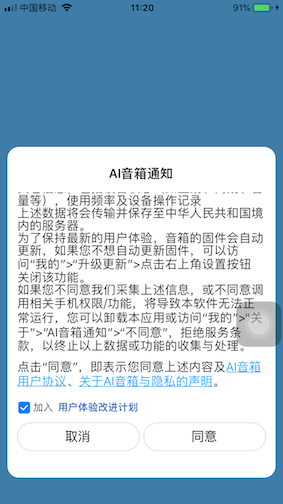 中国移动 11:20 91%
AI音箱通知
量等），使用频率及设备操作记录
上述数据将会传输并保存至中华人民共和国境
内的服务器。
为了保持最新的用户体验，音箱的固件会自动
更新，如果您不想自动更新固件，可以访
问“我的”>“升级更新”>点击右上角设置按钮
关闭该功能。
如果您不同意我们采集上述信息，或不同意调
用相关手机权限/功能，将导致本软件无法正
常运行，您可以卸载本应用或访问“我的”>“关
于”>“AI音箱通知”>“不同意”，拒绝服务条
款，以终止以上数据或功能的收集与处理。
点击“同意”，即表示您同意上述内容及AI音箱
用户协议、关于AI音箱与隐私的声明。
加入 用户体验改进计划
取消 同意